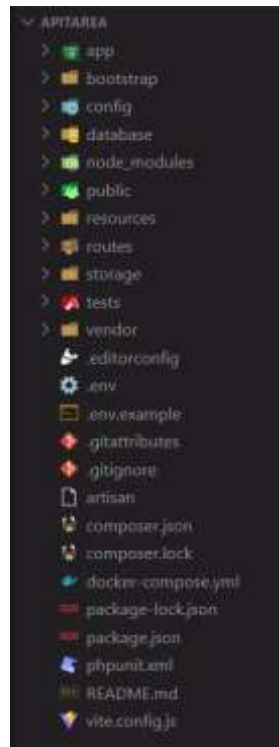 APITAREA
app
bootstrap
config
database
node_modules
public
resources
routes
storage
tests
vendor
.editorconfig
.env
.env.example
.gitattributes
.gitignore
artisan
composer.json
composer.lock
docker-compose.yml
package-lock.json
package.json
phpunit.xml
README.md
vite.config.js